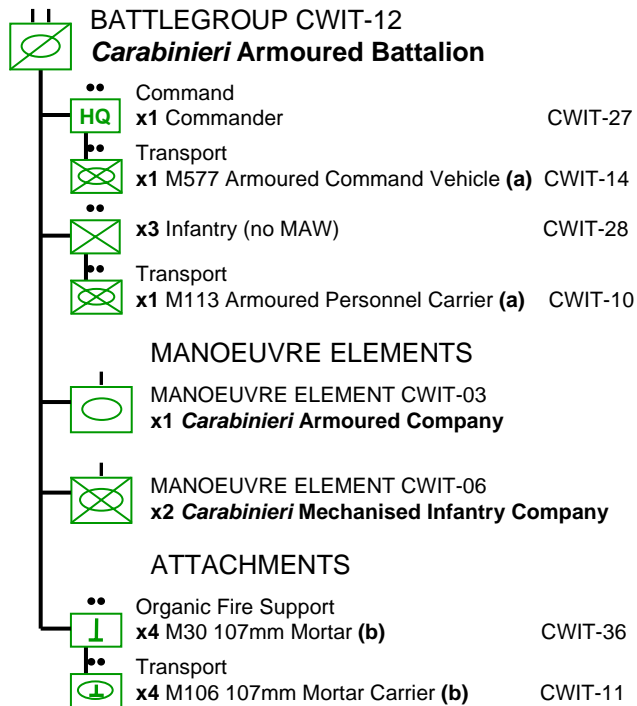 BATTLEGROUP CWIT-12
Carabinieri Armoured Battalion
Command
HQ x1 Commander CWIT-27
Transport
x1 M577 Armoured Command Vehicle (a) CWIT-14
x3 Infantry (no MAW) CWIT-28
Transport
x1 M113 Armoured Personnel Carrier (a) CWIT-10
MANOEUVRE ELEMENTS
MANOEUVRE ELEMENT CWIT-03
x1 Carabinieri Armoured Company
MANOEUVRE ELEMENT CWIT-06
x2 Carabinieri Mechanised Infantry Company
ATTACHMENTS
Organic Fire Support
x4 M30 107mm Mortar (b) CWIT-36
Transport
x4 M106 107mm Mortar Carrier (b) CWIT-11